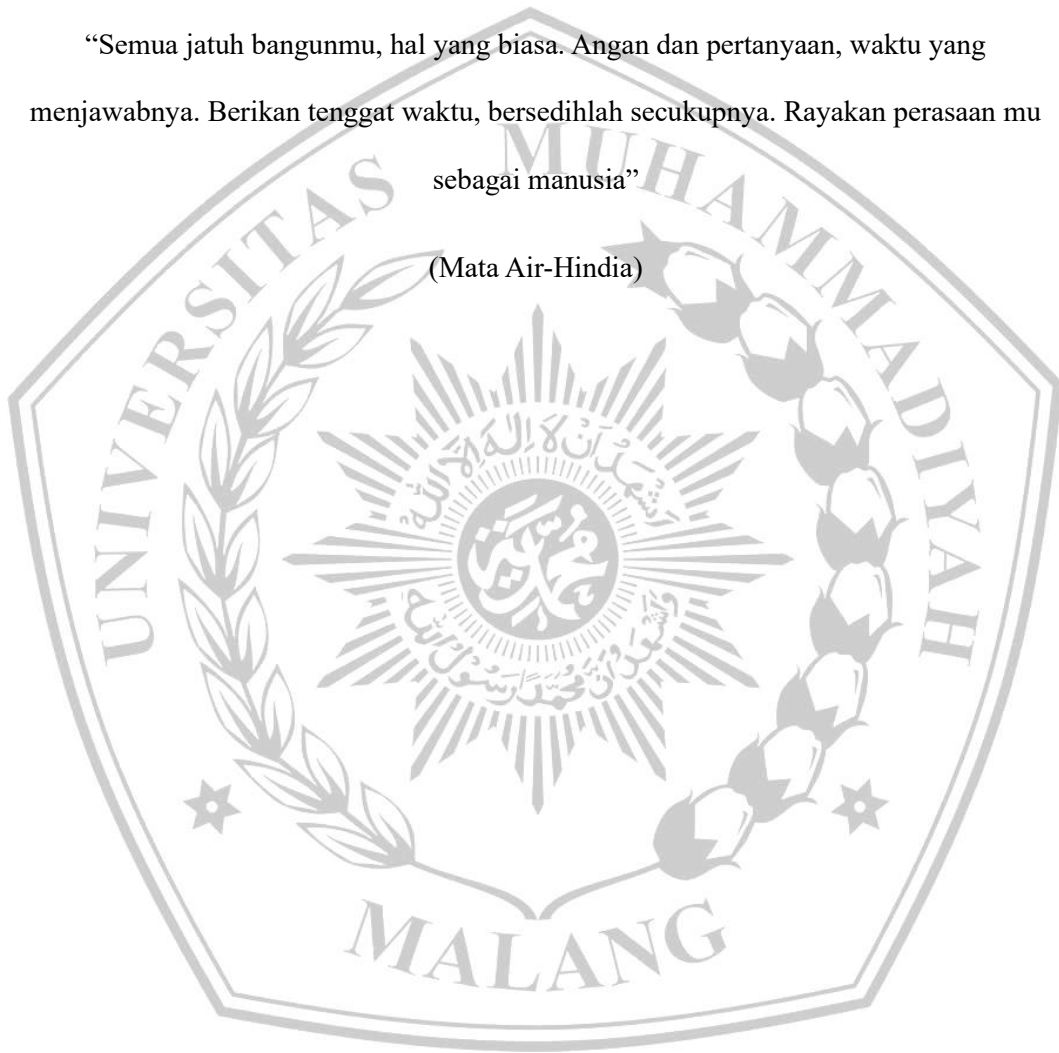 “Semua jatuh bangunmu, hal yang biasa. Angan dan pertanyaan, waktu yang
menjawabnya. Berikan tenggat waktu, bersedihlah secukupnya. Rayakan perasaan mu
sebagai manusia”
(Mata Air-Hindia)
UNIVERSITAS MUHAMMADIYAH
MALANG